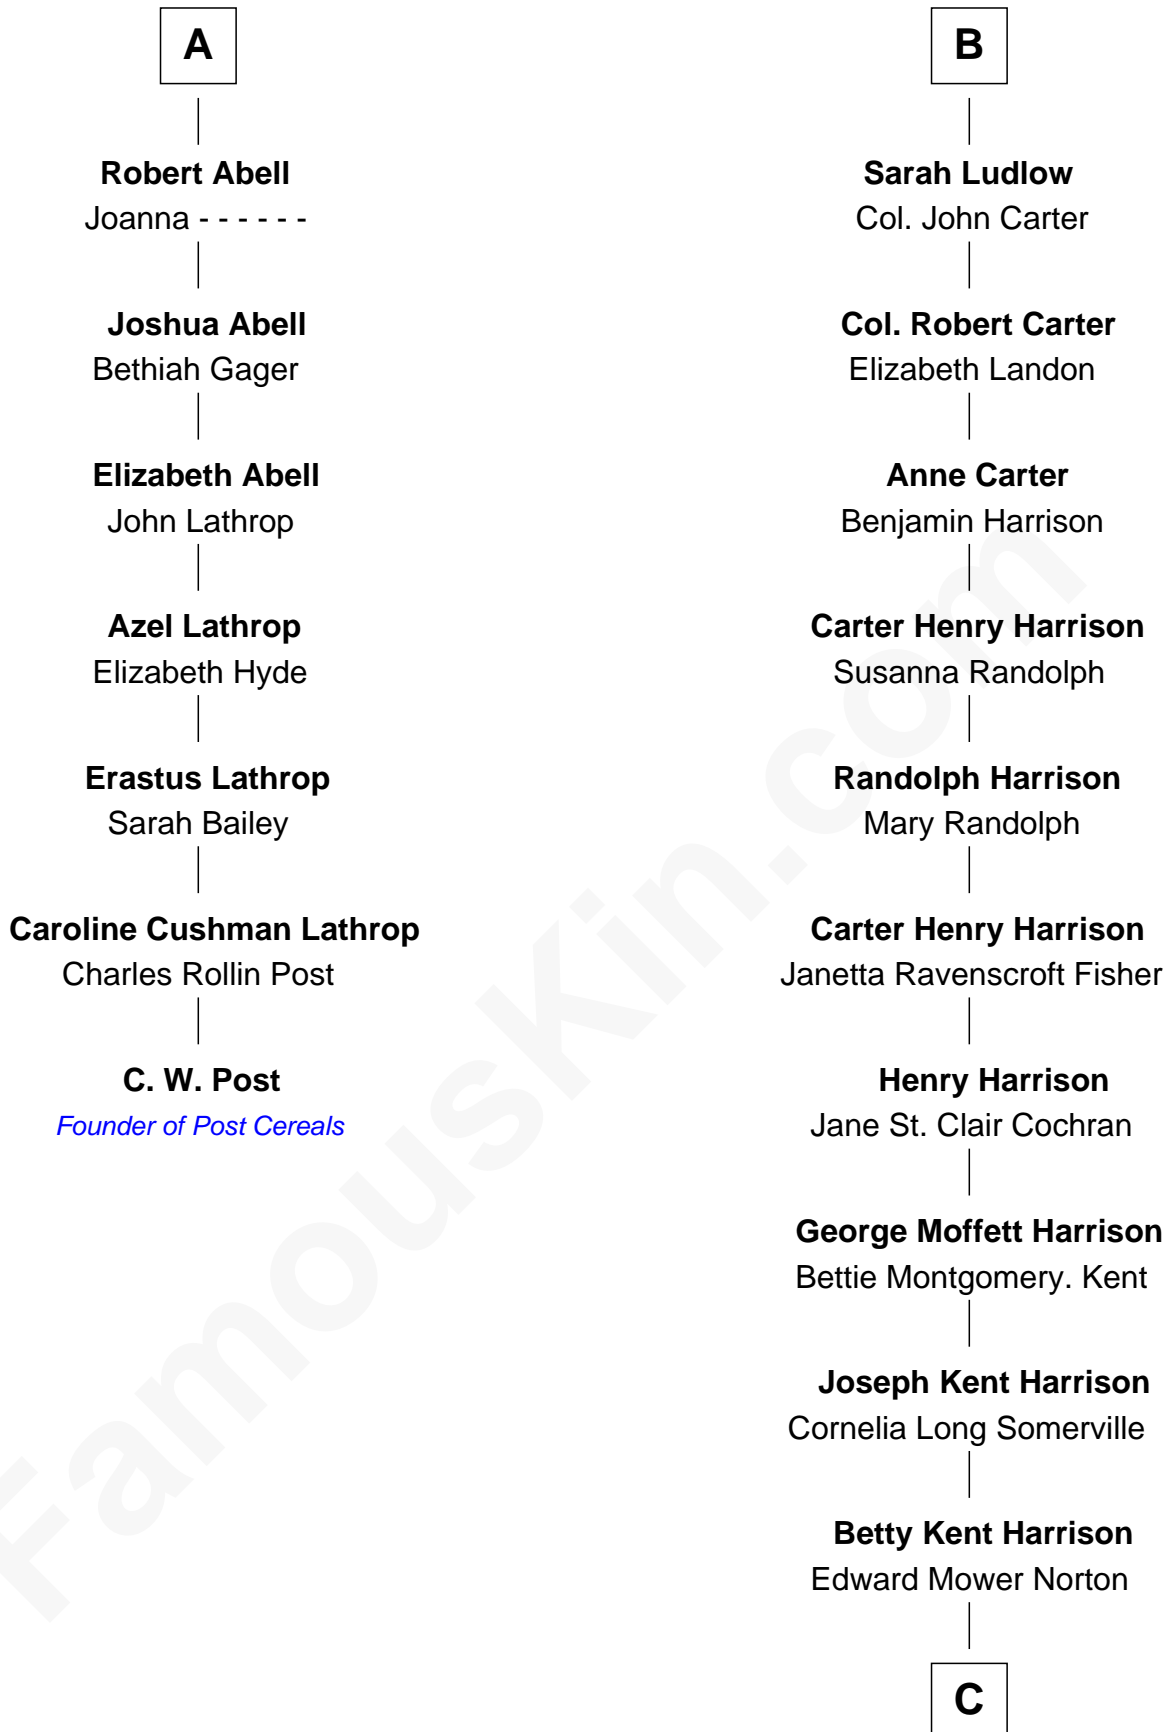 A
Robert Abell
Joanna - - - - - -
Joshua Abell
Bethiah Gager
Elizabeth Abell
John Lathrop
Azel Lathrop
Elizabeth Hyde
Erastus Lathrop
Sarah Bailey
Caroline Cushman Lathrop
Charles Rollin Post
C. W. Post
Founder of Post Cereals
B
Sarah Ludlow
Col. John Carter
Col. Robert Carter
Elizabeth Landon
Anne Carter
Benjamin Harrison
Carter Henry Harrison
Susanna Randolph
Randolph Harrison
Mary Randolph
Carter Henry Harrison
Janetta Ravenscroft Fisher
Henry Harrison
Jane St. Clair Cochran
George Moffett Harrison
Bettie Montgomery. Kent
Joseph Kent Harrison
Cornelia Long Somerville
Betty Kent Harrison
Edward Mower Norton
C
FamousKin.com